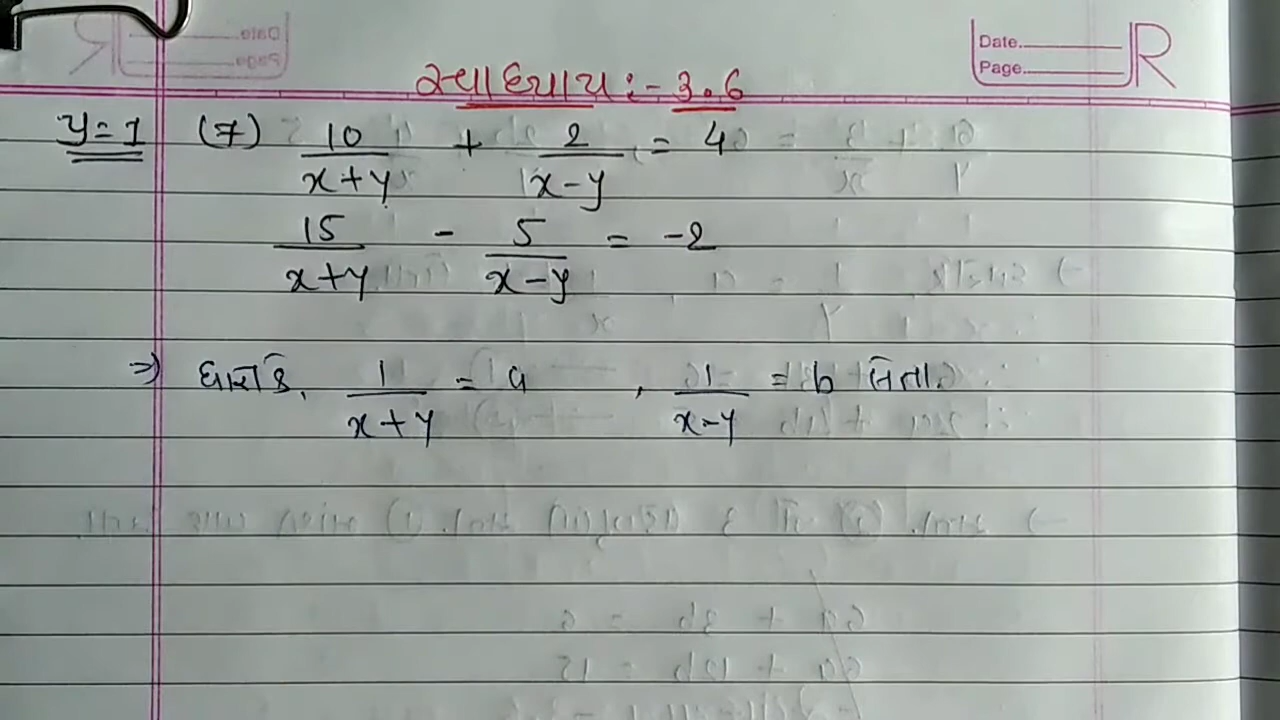 Date.
Page.
R
સ્વાધ્યાય :- 3.6
y = 1 (7) 10/(x+y) + 2/(x-y) = 4
15/(x+y) - 5/(x-y) = -2
⇒ ધારો કે, 1/(x+y) = a , 1/(x-y) = b લેતા.